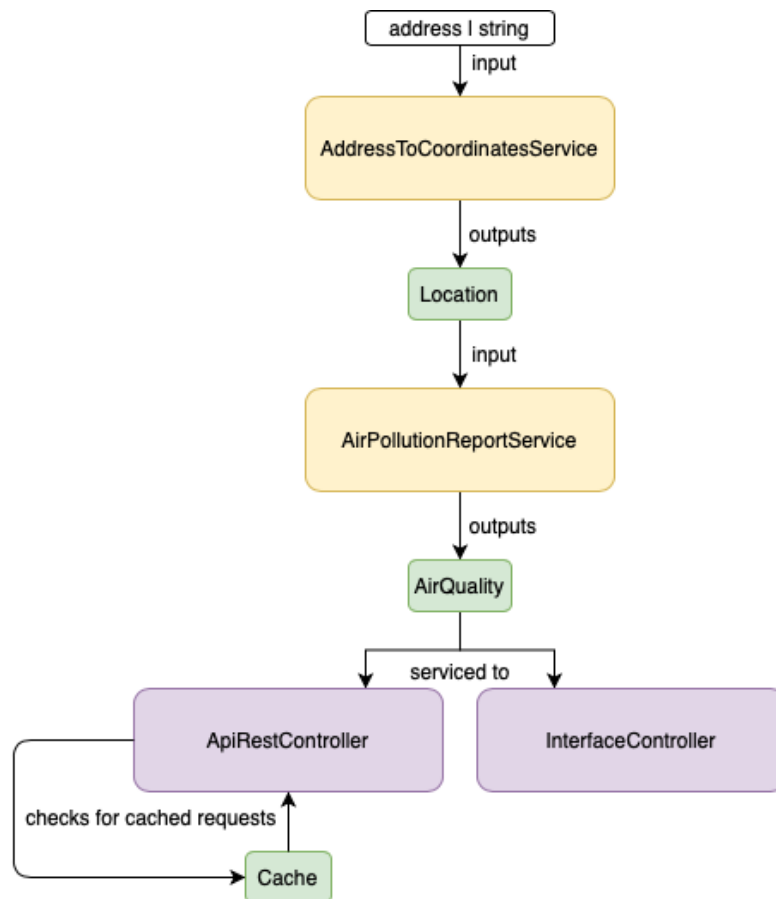 address | string
input
AddressToCoordinatesService
outputs
Location
input
AirPollutionReportService
outputs
AirQuality
serviced to
ApiRestController
InterfaceController
checks for cached requests
Cache